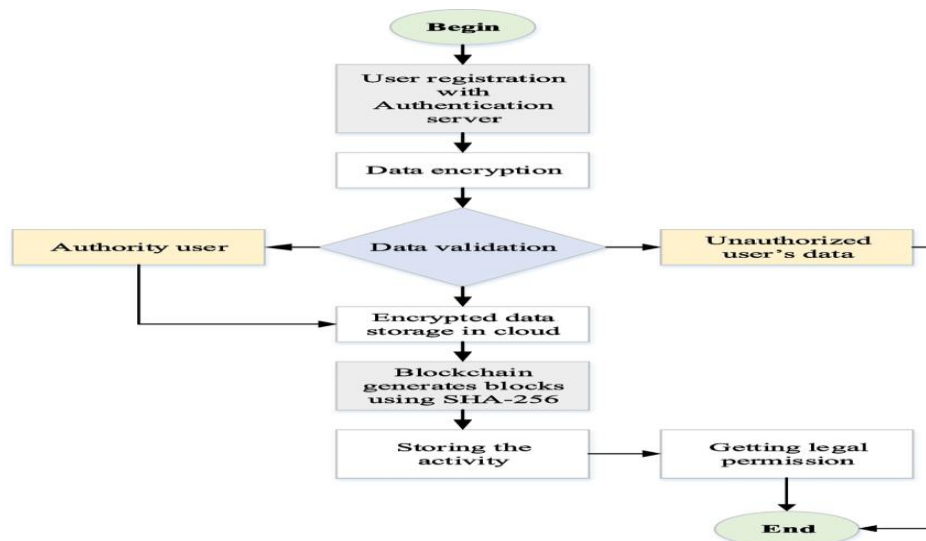 Begin
User registration
with
Authentication
server
Data encryption
Authority user
Data validation
Unauthorized
user's data
Encrypted data
storage in cloud
Blockchain
generates blocks
using SHA-256
Storing the
activity
Getting legal
permission
End